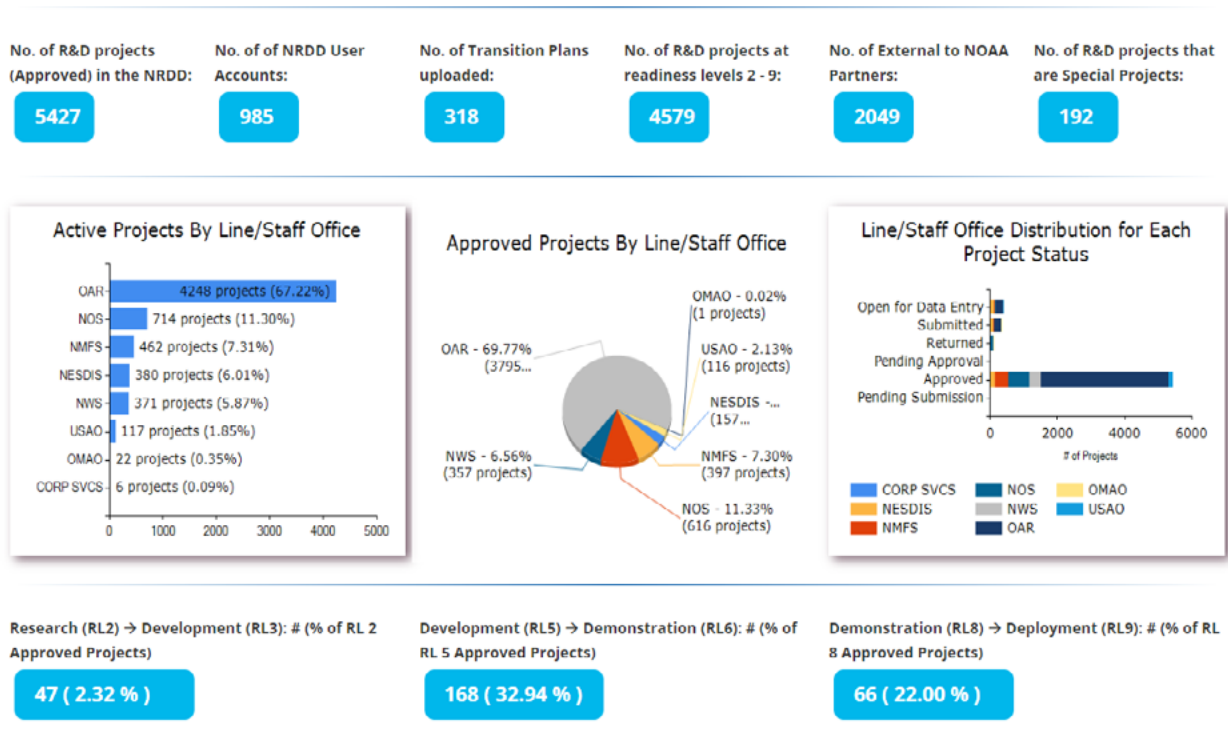 No. of R&D projects
(Approved) in the NRDD:
5427
No. of of NRDD User
Accounts:
985
No. of Transition Plans
uploaded:
318
No. of R&D projects at
readiness levels 2 - 9:
4579
No. of External to NOAA
Partners:
2049
No. of R&D projects that
are Special Projects:
192
Active Projects By Line/Staff Office
OAR
4248 projects (67.22%)
NOS
714 projects (11.30%)
NMFS
462 projects (7.31%)
NESDIS
380 projects (6.01%)
NWS
371 projects (5.87%)
USAO
117 projects (1.85%)
OMAO
22 projects (0.35%)
CORP SVCS
6 projects (0.09%)
0 1000 2000 3000 4000 5000
Approved Projects By Line/Staff Office
OMAO - 0.02%
(1 projects)
OAR - 69.77%
(3795...
USAO - 2.13%
(116 projects)
NESDIS -...
(157...
NWS - 6.56%
(357 projects)
NMFS - 7.30%
(397 projects)
NOS - 11.33%
(616 projects)
Line/Staff Office Distribution for Each
Project Status
Open for Data Entry
Submitted
Returned
Pending Approval
Approved
Pending Submission
0 2000 4000 6000
# of Projects
CORP SVCS NOS OMAO
NESDIS NWS USAO
NMFS OAR
Research (RL2) → Development (RL3): # (% of RL 2
Approved Projects)
47 ( 2.32 % )
Development (RL5) → Demonstration (RL6): # (% of
RL 5 Approved Projects)
168 ( 32.94 % )
Demonstration (RL8) → Deployment (RL9): # (% of RL
8 Approved Projects)
66 ( 22.00 % )